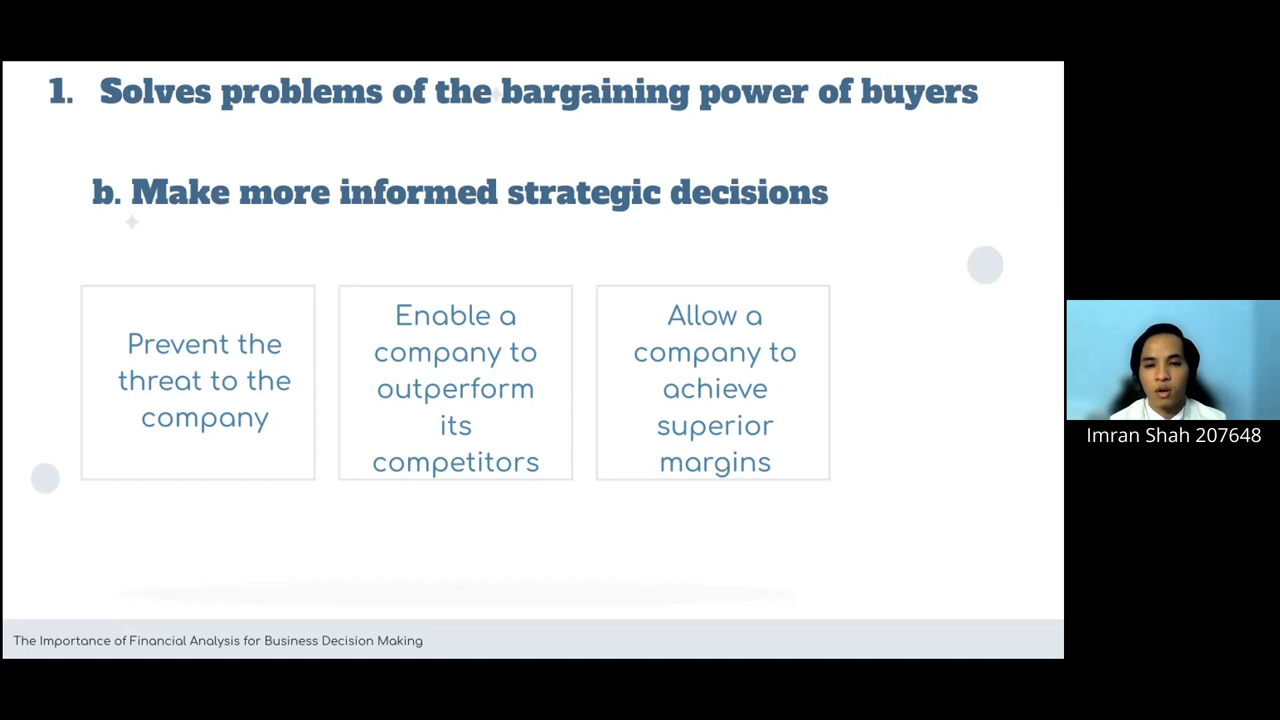 1. Solves problems of the bargaining power of buyers
b. Make more informed strategic decisions
Prevent the
threat to the
company
Enable a
company to
outperform
its
competitors
Allow a
company to
achieve
superior
margins
Imran Shah 207648
The Importance of Financial Analysis for Business Decision Making